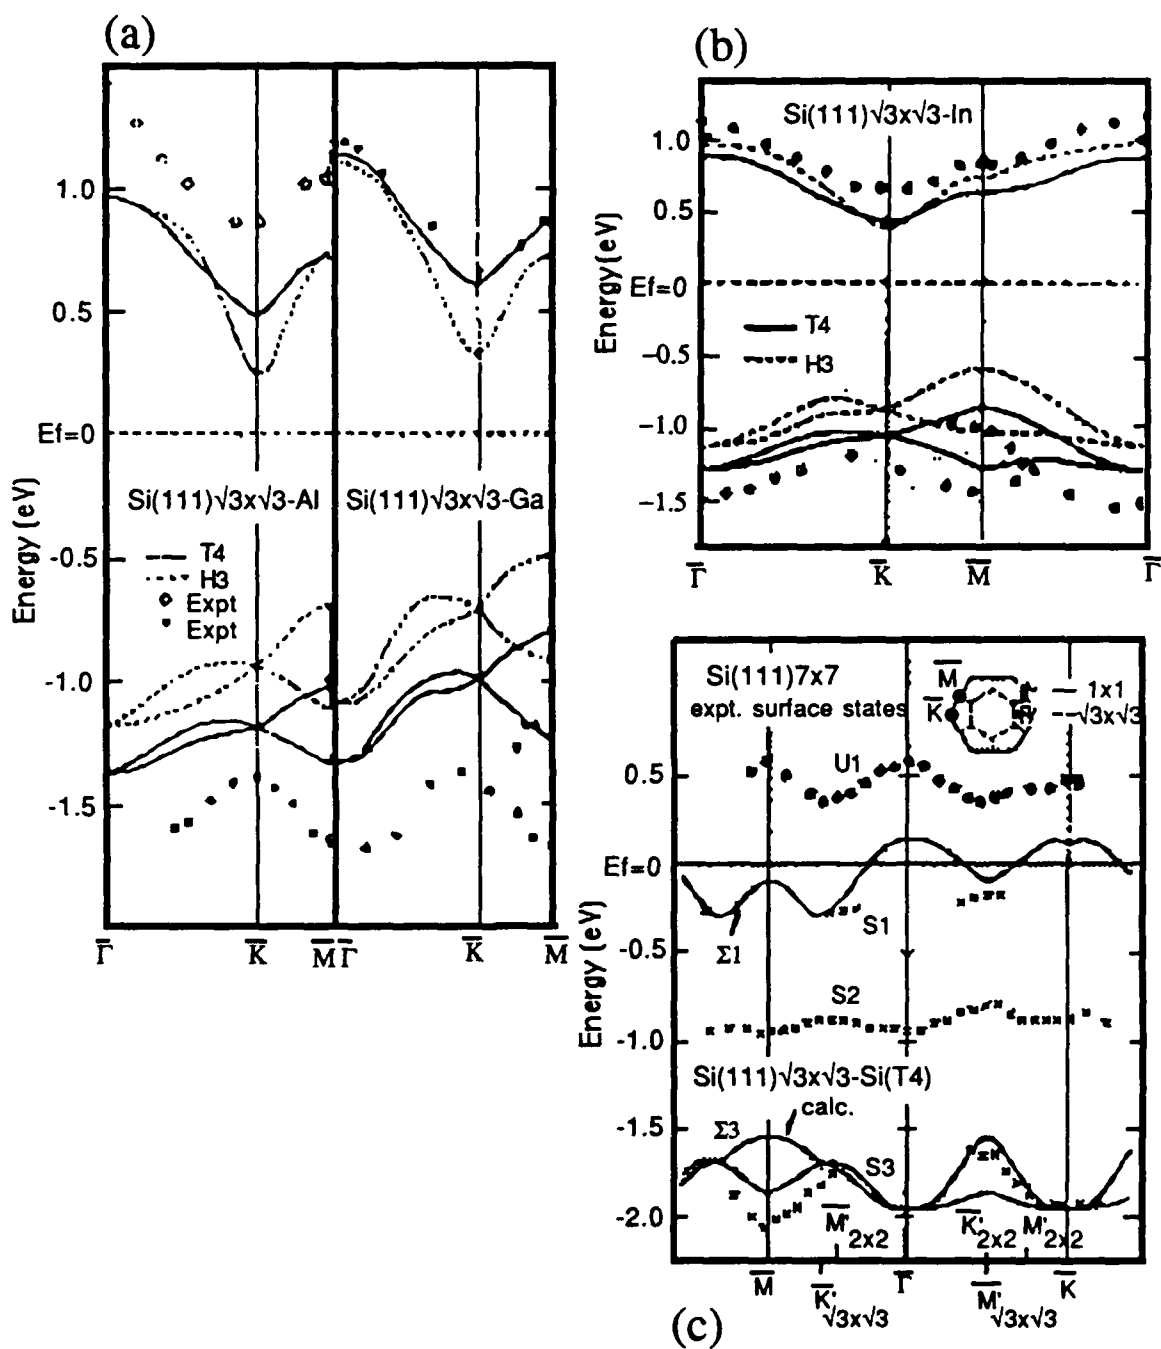 (a)
1.0
0.5
Ef=0
-0.5
-1.0
-1.5
Energy (eV)
Si(111)√3x√3-Al
Si(111)√3x√3-Ga
T4
H3
Expt
Expt
Γ̅ K̅ M̅ Γ̅ K̅ M̅
(b)
Si(111)√3x√3-In
1.0
0.5
Ef=0
-0.5
-1.0
-1.5
Energy (eV)
T4
H3
Γ̅ K̅ M̅ Γ̅
Si(111)7x7
expt. surface states
M̅
K̅
1x1
√3x√3
0.5
Ef=0
-0.5
-1.0
-1.5
-2.0
Energy (eV)
U1
S1
Σ1
S2
Si(111)√3x√3-Si(T4)
calc.
Σ3
S3
M̅'2x2
K̅'2x2
M'2x2
M̅ K̅'√3x√3 Γ̅ M̅'√3x√3 K̅
(c)